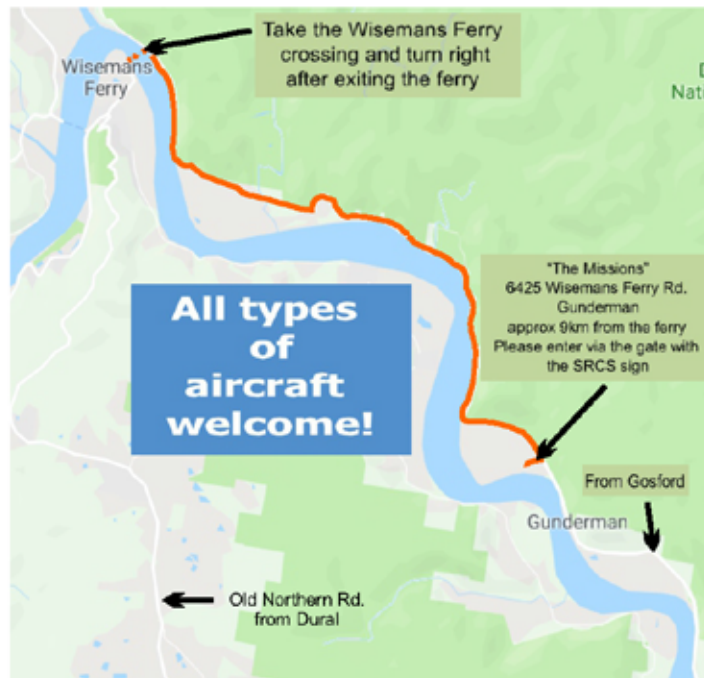 Take the Wisemans Ferry
crossing and turn right
after exiting the ferry
Wisemans
Ferry
"The Missions"
6425 Wisemans Ferry Rd.
Gunderman
approx 9km from the ferry
Please enter via the gate with
the SRCS sign
All types
of
aircraft
welcome!
From Gosford
Gunderman
Old Northern Rd.
from Dural